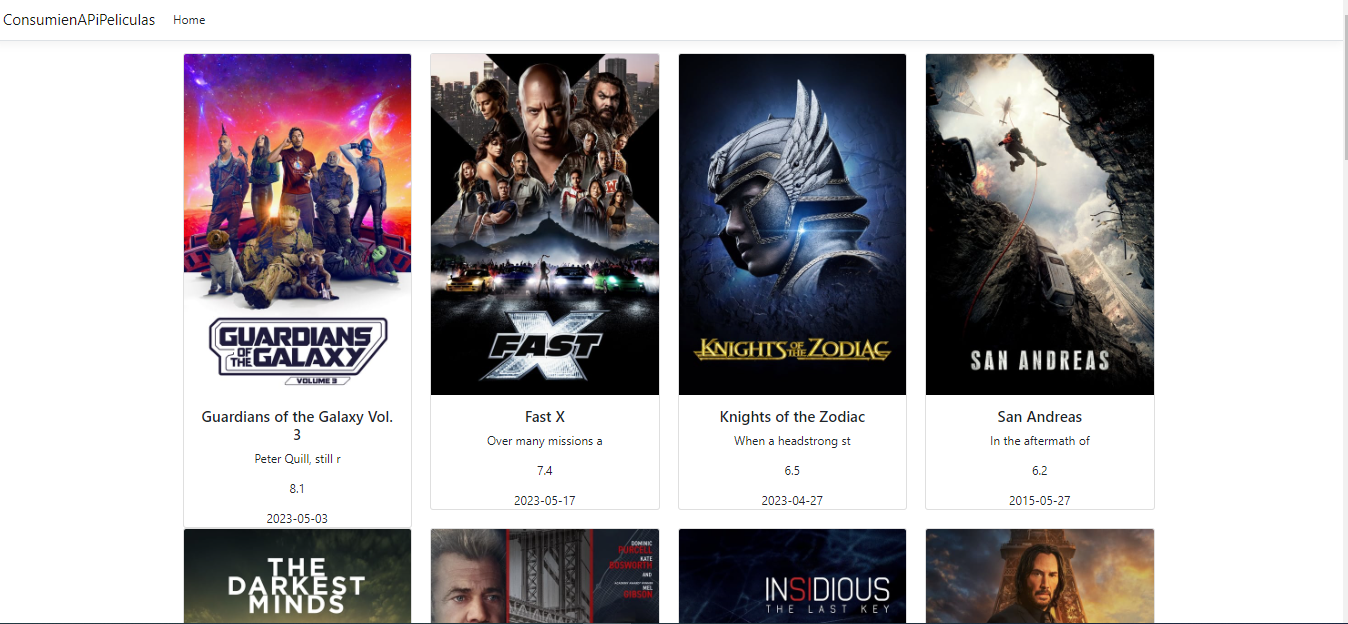 ConsumienAPiPeliculas Home
GUARDIANS
OF THE GALAXY
VOLUME 3
FAST X
KNIGHTS OF THE ZODIAC
SAN ANDREAS
Guardians of the Galaxy Vol.
3
Peter Quill, still r
8.1
2023-05-03
Fast X
Over many missions a
7.4
2023-05-17
Knights of the Zodiac
When a headstrong st
6.5
2023-04-27
San Andreas
In the aftermath of
6.2
2015-05-27
THE
DARKEST
MINDS
DOMINIC
PURCELL
KATE
BOSWORTH
AND
MEL
GIBSON
INSIDIOUS
THE LAST KEY